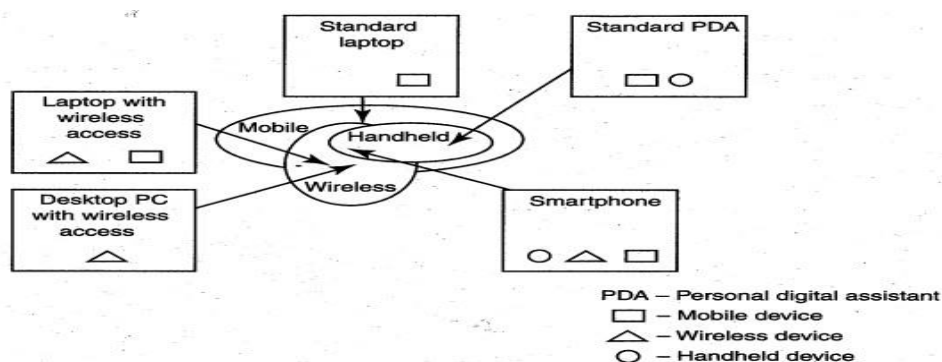 Standard
laptop
Standard PDA
Laptop with
wireless
access
Mobile
Handheld
Wireless
Desktop PC
with wireless
access
Smartphone
PDA – Personal digital assistant
– Mobile device
– Wireless device
– Handheld device